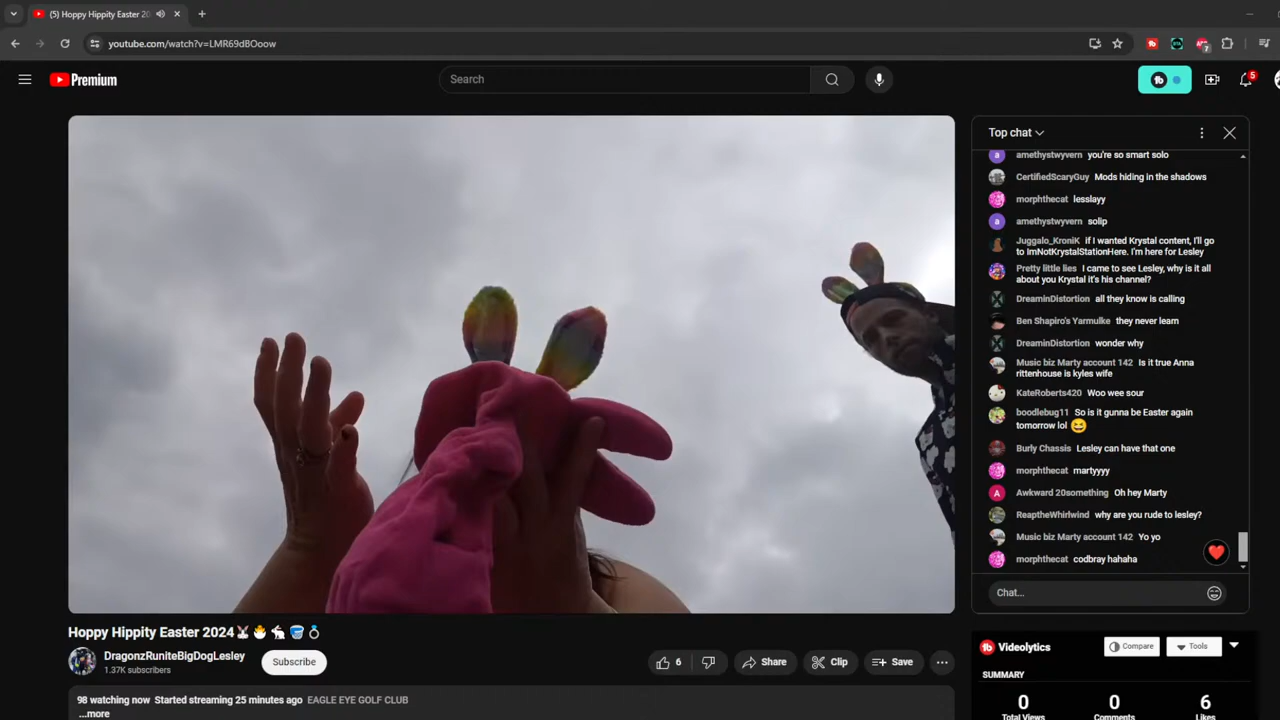 (5) Hoppy Hippity Easter 20
youtube.com/watch?v=LMR69dBOoow
7
Premium
Search
5
Top chat
amethystwyvern you're so smart solo
CertifiedScaryGuy Mods hiding in the shadows
morphthecat lesslayy
amethystwyvern solip
Juggalo_KroniK if I wanted Krystal content, I'll go
to ImNotKrystalStationHere. I'm here for Lesley
Pretty little lies I came to see Lesley, why is it all
about you Krystal it's his channel?
DreaminDistortion all they know is calling
Ben Shapiro's Yarmulke they never learn
DreaminDistortion wonder why
Music biz Marty account 142 Is it true Anna
rittenhouse is kyles wife
KateRoberts420 Woo wee sour
boodlebug11 So is it gunna be Easter again
tomorrow lol 😆
Burly Chassis Lesley can have that one
morphthecat martyyyy
Awkward 20something Oh hey Marty
ReaptheWhirlwind why are you rude to lesley?
Music biz Marty account 142 Yo yo
morphthecat codbray hahaha
Chat...
Hoppy Hippity Easter 2024🐰🐣🐇🪣💍
DragonzRuniteBigDogLesley
1.37K subscribers
Subscribe
6
Share
Clip
Save
98 watching now Started streaming 25 minutes ago EAGLE EYE GOLF CLUB
...more
Videolytics
Compare
Tools
SUMMARY
0 0 6
Total Views Comments Likes